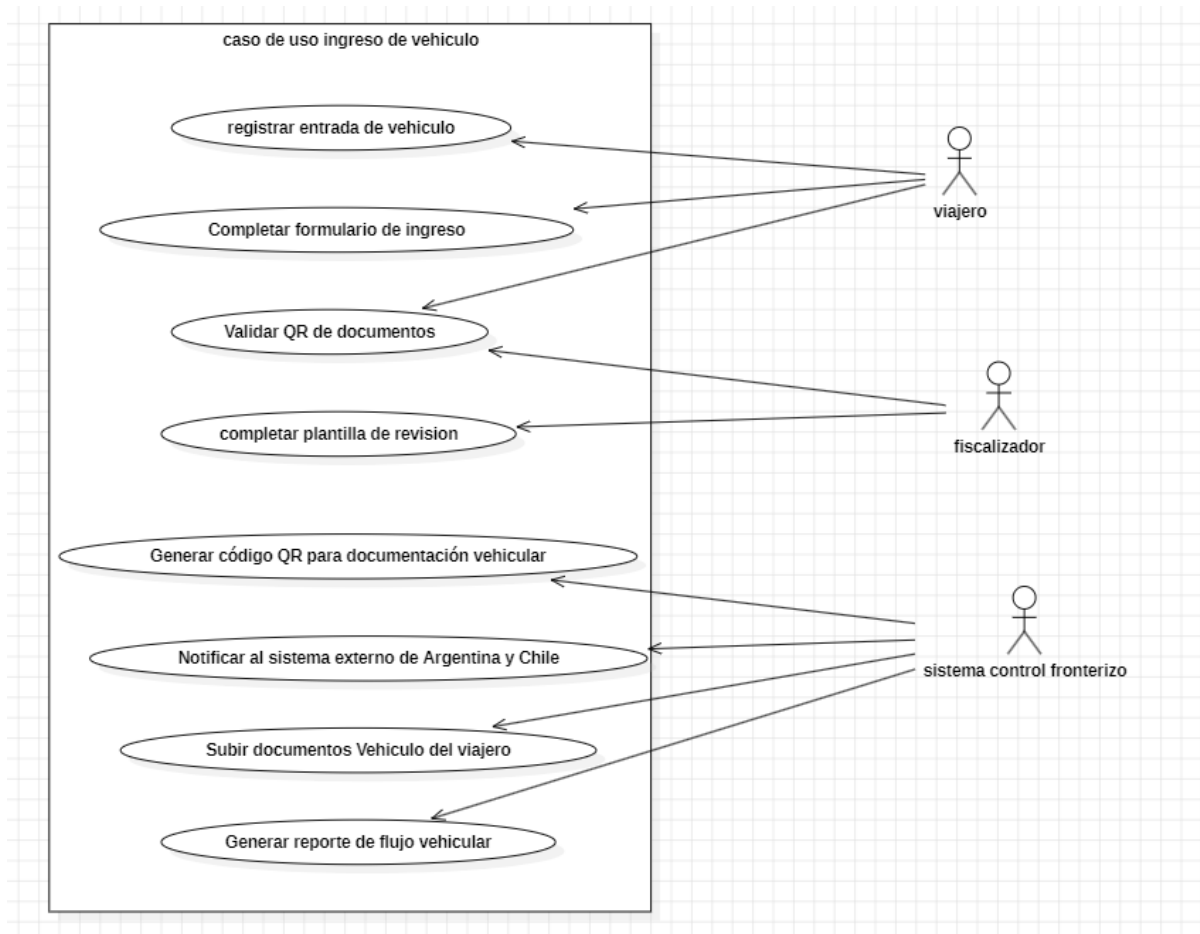 caso de uso ingreso de vehiculo
registrar entrada de vehiculo
viajero
Completar formulario de ingreso
Validar QR de documentos
completar plantilla de revision
fiscalizador
Generar código QR para documentación vehicular
Notificar al sistema externo de Argentina y Chile
sistema control fronterizo
Subir documentos Vehiculo del viajero
Generar reporte de flujo vehicular